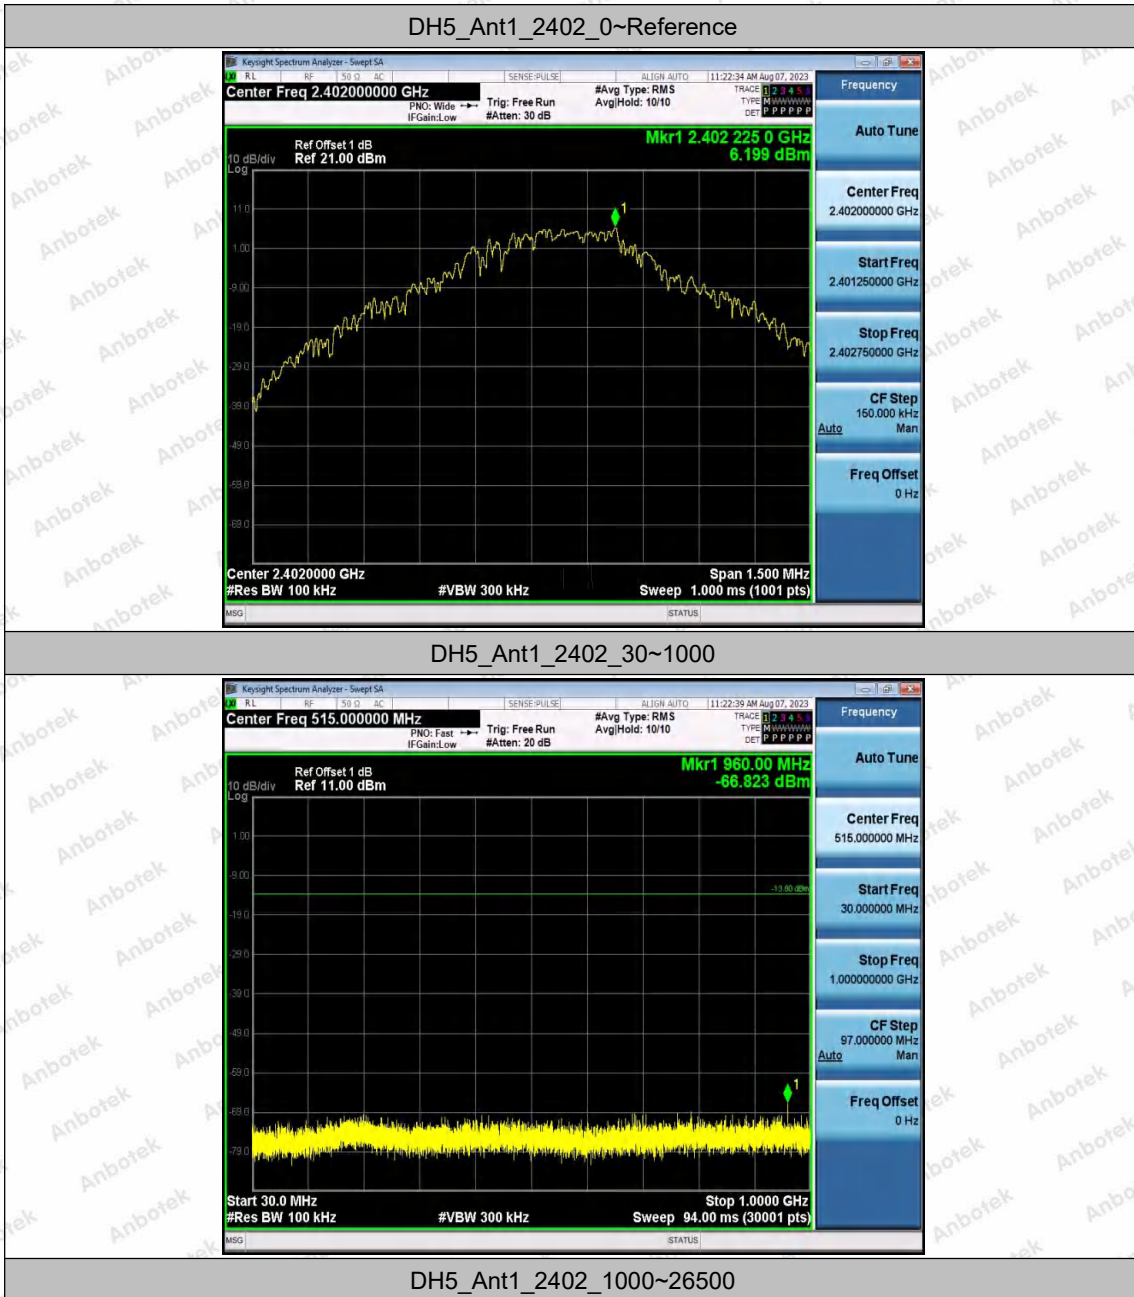 DH5_Ant1_2402_0~Reference
Keysight Spectrum Analyzer - Swept SA
RL RF 50 Ω AC SENSE:PULSE ALIGN AUTO 11:22:34 AM Aug 07, 2023
Center Freq 2.402000000 GHz
PNO: Wide
IFGain:Low
Trig: Free Run
#Atten: 30 dB
#Avg Type: RMS
Avg|Hold: 10/10
TRACE 1 2 3 4 5 6
TYPE M W W W W W
DET P P P P P P
Frequency
Auto Tune
Center Freq
2.402000000 GHz
Start Freq
2.401250000 GHz
Stop Freq
2.402750000 GHz
CF Step
150.000 kHz
Auto Man
Freq Offset
0 Hz
Mkr1 2.402 225 0 GHz
6.199 dBm
Ref Offset 1 dB
10 dB/div Ref 21.00 dBm
Log
11.0
1
1.00
-9.00
-19.0
-29.0
-39.0
-49.0
-59.0
-69.0
Center 2.4020000 GHz Span 1.500 MHz
#Res BW 100 kHz #VBW 300 kHz Sweep 1.000 ms (1001 pts)
MSG STATUS
DH5_Ant1_2402_30~1000
Keysight Spectrum Analyzer - Swept SA
RL RF 50 Ω AC SENSE:PULSE ALIGN AUTO 11:22:39 AM Aug 07, 2023
Center Freq 515.000000 MHz
PNO: Fast
IFGain:Low
Trig: Free Run
#Atten: 20 dB
#Avg Type: RMS
Avg|Hold: 10/10
TRACE 1 2 3 4 5 6
TYPE M W W W W W
DET P P P P P P
Frequency
Auto Tune
Center Freq
515.000000 MHz
Start Freq
30.000000 MHz
Stop Freq
1.000000000 GHz
CF Step
97.000000 MHz
Auto Man
Freq Offset
0 Hz
Mkr1 960.00 MHz
-66.823 dBm
Ref Offset 1 dB
10 dB/div Ref 11.00 dBm
Log
1.00
-9.00
-13.80 dBm
-19.0
-29.0
-39.0
-49.0
-59.0
1
-69.0
-79.0
Start 30.0 MHz Stop 1.0000 GHz
#Res BW 100 kHz #VBW 300 kHz Sweep 94.00 ms (30001 pts)
MSG STATUS
DH5_Ant1_2402_1000~26500
Anbotek